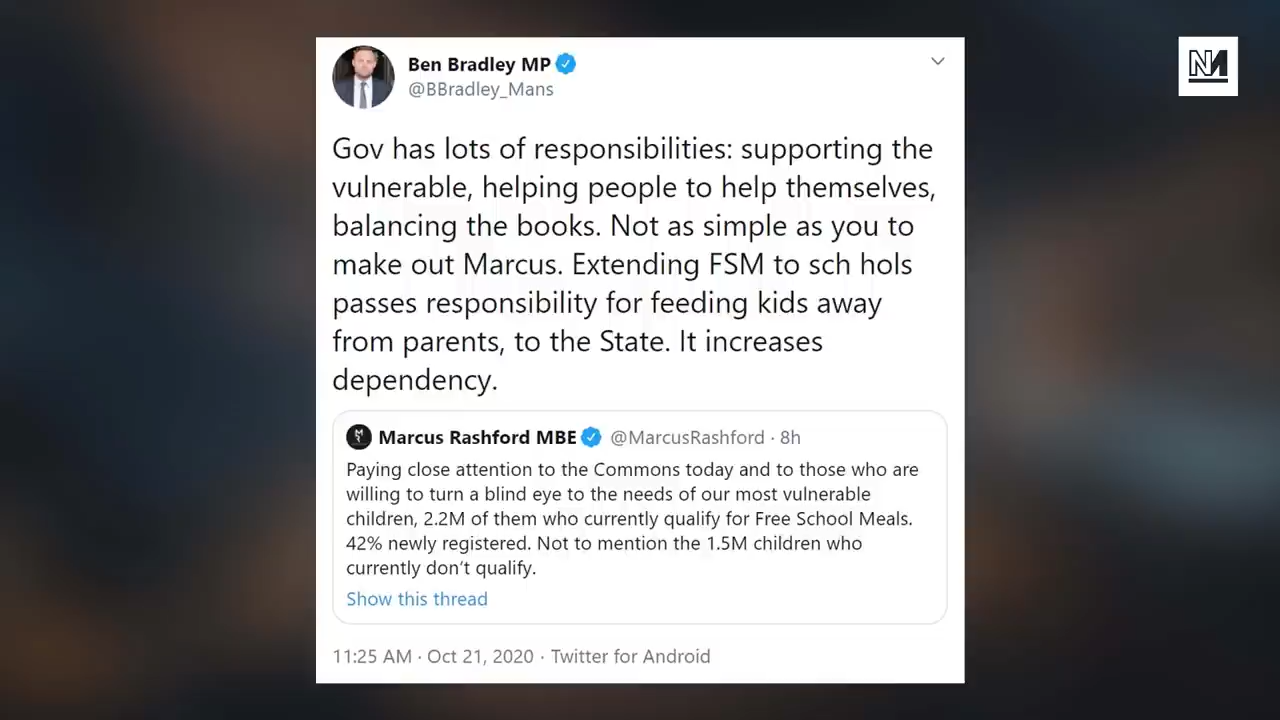 Ben Bradley MP
@BBradley_Mans
Gov has lots of responsibilities: supporting the
vulnerable, helping people to help themselves,
balancing the books. Not as simple as you to
make out Marcus. Extending FSM to sch hols
passes responsibility for feeding kids away
from parents, to the State. It increases
dependency.
Marcus Rashford MBE @MarcusRashford · 8h
Paying close attention to the Commons today and to those who are
willing to turn a blind eye to the needs of our most vulnerable
children, 2.2M of them who currently qualify for Free School Meals.
42% newly registered. Not to mention the 1.5M children who
currently don't qualify.
Show this thread
11:25 AM · Oct 21, 2020 · Twitter for Android
NM